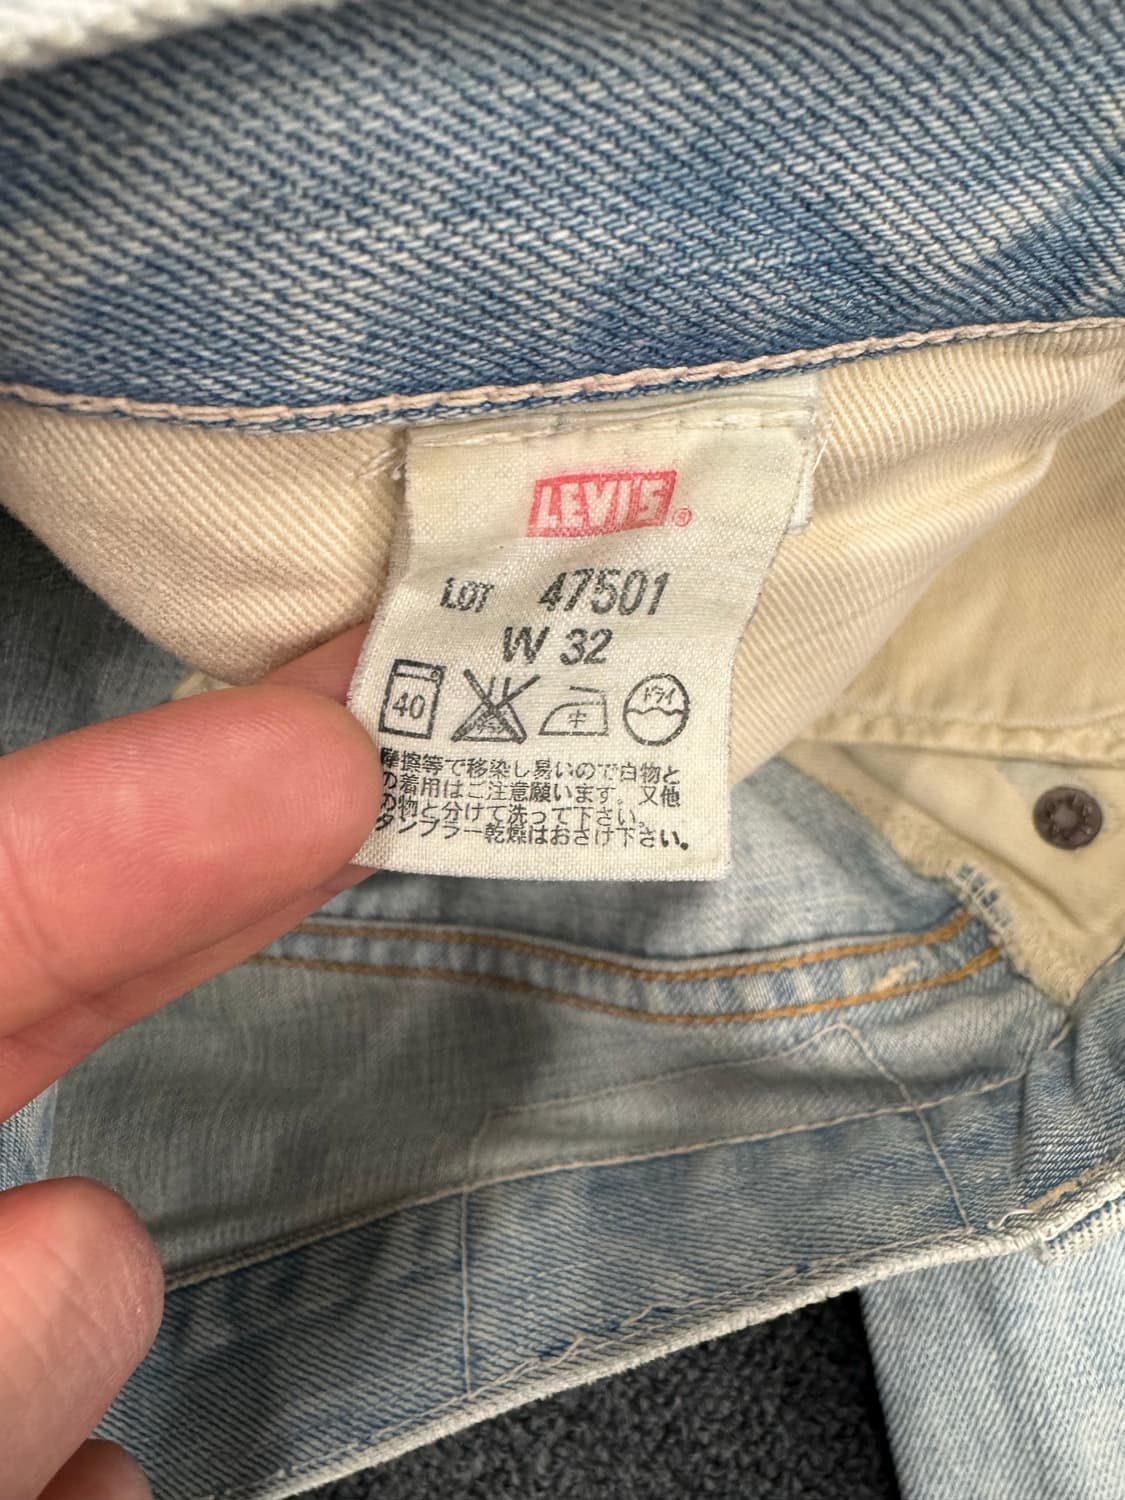 LEVI'S®
LOT 47501
W 32
40 中 ドライ
摩擦等で移染し易いので白物と
の着用はご注意願います。又他
の物と分けて洗って下さい。
タンブラー乾燥はおさけ下さい。